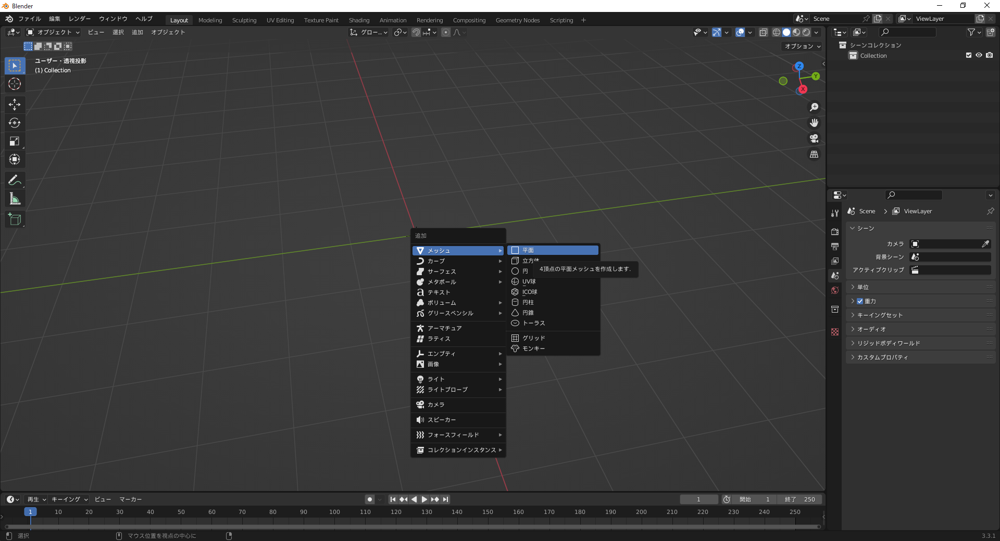 Blender
ファイル 編集 レンダー ウィンドウ ヘルプ Layout Modeling Sculpting UV Editing Texture Paint Shading Animation Rendering Compositing Geometry Nodes Scripting + Scene ViewLayer
オブジェクト ビュー 選択 追加 オブジェクト グロー...
オプション
ユーザー・透視投影
(1) Collection
Z
Y
X
シーンコレクション
Collection
Scene ViewLayer
シーン
カメラ
背景シーン
アクティブクリップ
単位
重力
キーイングセット
オーディオ
リジッドボディワールド
カスタムプロパティ
追加
メッシュ
カーブ
サーフェス
メタボール
テキスト
ボリューム
グリースペンシル
アーマチュア
ラティス
エンプティ
画像
ライト
ライトプローブ
カメラ
スピーカー
フォースフィールド
コレクションインスタンス
平面
立方体
円
4頂点の平面メッシュを作成します.
UV球
ICO球
円柱
円錐
トーラス
グリッド
モンキー
再生 キーイング ビュー マーカー 1 開始 1 終了 250
1 10 20 30 40 50 60 70 80 90 100 110 120 130 140 150 160 170 180 190 200 210 220 230 240 250
選択 マウス位置を視点の中心に 3.3.1